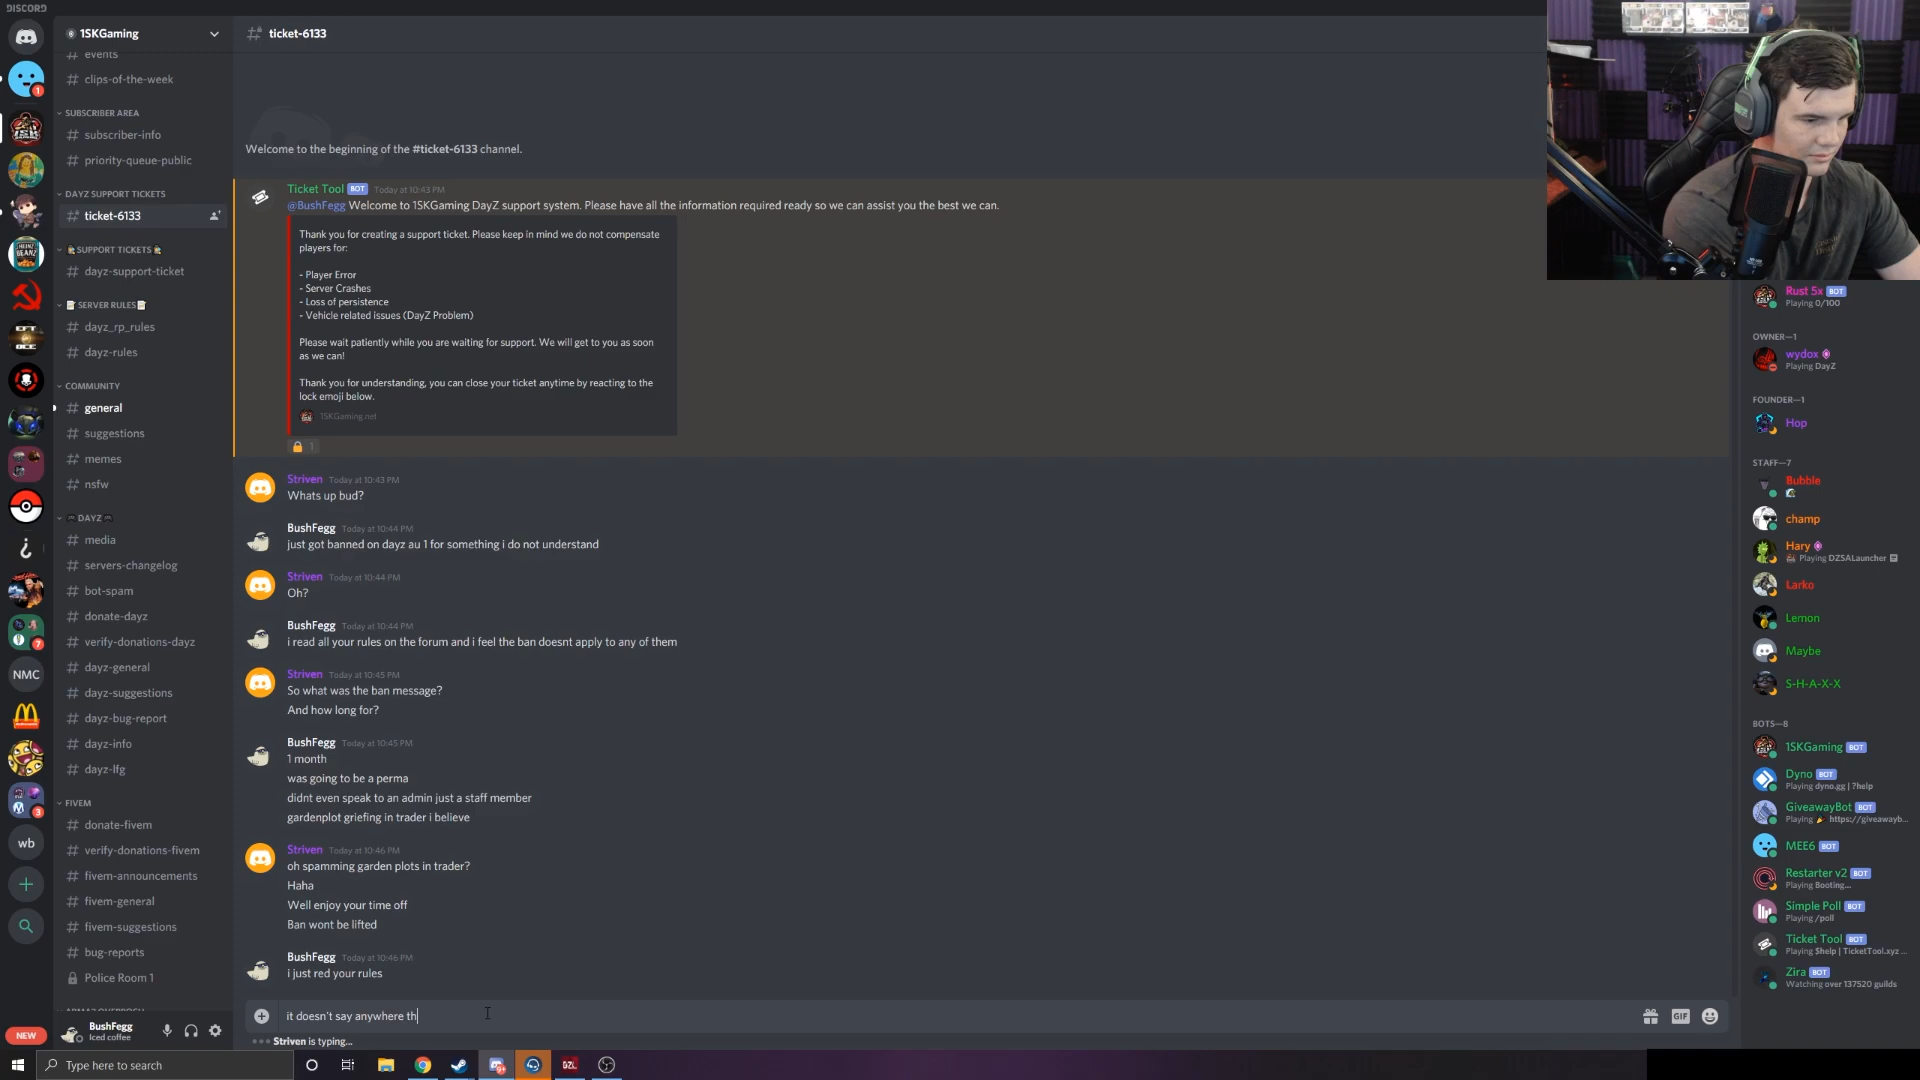 DISCORD
1SKGaming
events
clips-of-the-week
SUBSCRIBER AREA
subscriber-info
priority-queue-public
DAYZ SUPPORT TICKETS
ticket-6133
SUPPORT TICKETS
dayz-support-ticket
SERVER RULES
dayz_rp_rules
dayz-rules
COMMUNITY
general
suggestions
memes
nsfw
DAYZ
media
servers-changelog
bot-spam
donate-dayz
verify-donations-dayz
dayz-general
dayz-suggestions
dayz-bug-report
dayz-info
dayz-lfg
FIVEM
donate-fivem
verify-donations-fivem
fivem-announcements
fivem-general
fivem-suggestions
bug-reports
Police Room 1
NMC
wb
1
7
3
NEW
BushFegg
Iced coffee
ticket-6133
Welcome to the beginning of the #ticket-6133 channel.
Ticket Tool BOT Today at 10:43 PM
@BushFegg Welcome to 1SKGaming DayZ support system. Please have all the information required ready so we can assist you the best we can.
Thank you for creating a support ticket. Please keep in mind we do not compensate
players for:
- Player Error
- Server Crashes
- Loss of persistence
- Vehicle related issues (DayZ Problem)
Please wait patiently while you are waiting for support. We will get to you as soon
as we can!
Thank you for understanding, you can close your ticket anytime by reacting to the
lock emoji below.
1SKGaming.net
1
Striven Today at 10:43 PM
Whats up bud?
BushFegg Today at 10:44 PM
just got banned on dayz au 1 for something i do not understand
Striven Today at 10:44 PM
Oh?
BushFegg Today at 10:44 PM
i read all your rules on the forum and i feel the ban doesnt apply to any of them
Striven Today at 10:45 PM
So what was the ban message?
And how long for?
BushFegg Today at 10:45 PM
1 month
was going to be a perma
didnt even speak to an admin just a staff member
gardenplot griefing in trader i believe
Striven Today at 10:46 PM
oh spamming garden plots in trader?
Haha
Well enjoy your time off
Ban wont be lifted
BushFegg Today at 10:46 PM
i just red your rules
it doesn't say anywhere th
GIF
Striven is typing...
Rust 5x BOT
Playing 0/100
OWNER—1
wydox
Playing DayZ
FOUNDER—1
Hop
STAFF—7
Bubble
champ
Hary
Playing DZSALauncher
Larko
Lemon
Maybe
S-H-A-X-X
BOTS—8
1SKGaming BOT
Dyno BOT
Playing dyno.gg | ?help
GiveawayBot BOT
Playing https://giveawayb...
MEE6 BOT
Restarter v2 BOT
Playing Booting...
Simple Poll BOT
Playing /poll
Ticket Tool BOT
Playing $help | TicketTool.xyz ...
Zira BOT
Watching over 137520 guilds
Type here to search
DZL